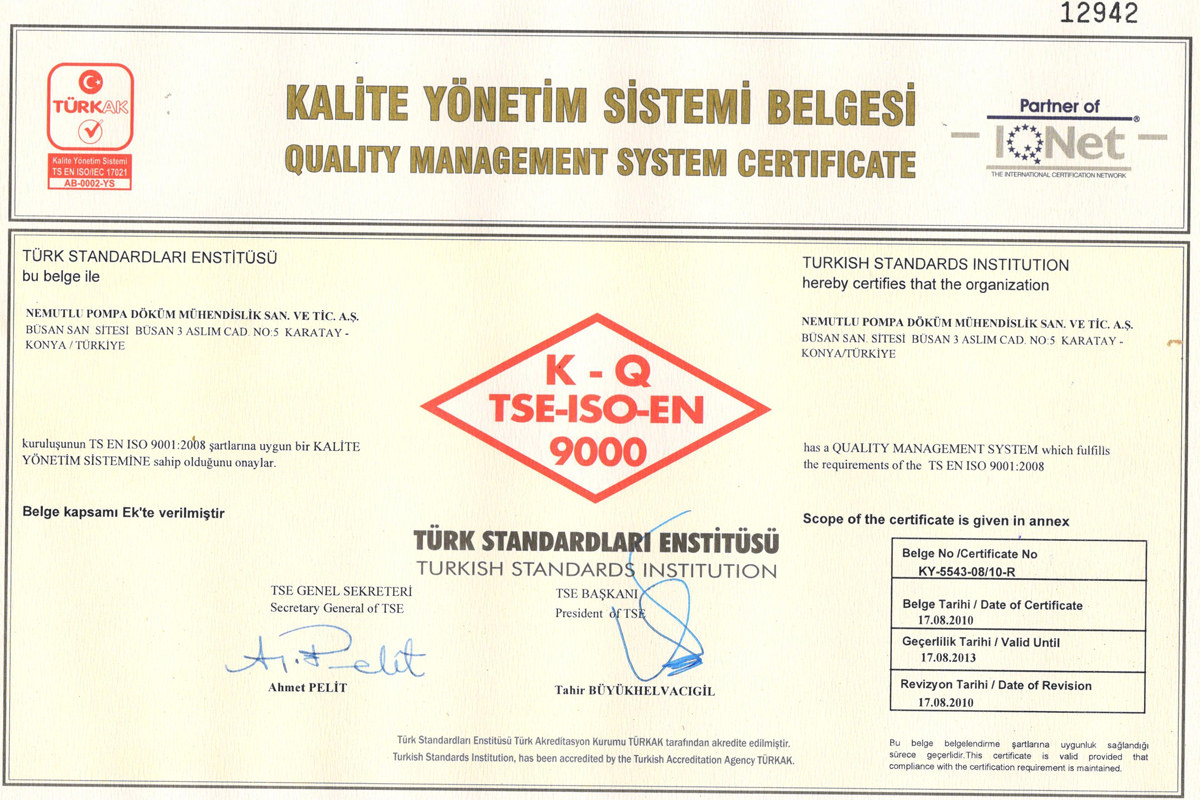 12942
TÜRKAK
Kalite Yönetim Sistemi
TS EN ISO/IEC 17021
AB-0002-YS
KALİTE YÖNETİM SİSTEMİ BELGESİ
QUALITY MANAGEMENT SYSTEM CERTIFICATE
Partner of
IQNet ®
THE INTERNATIONAL CERTIFICATION NETWORK
TÜRK STANDARDLARI ENSTİTÜSÜ
bu belge ile
NEMUTLU POMPA DÖKÜM MÜHENDİSLİK SAN. VE TİC. A.Ş.
BÜSAN SAN SİTESİ BÜSAN 3 ASLIM CAD. NO:5 KARATAY -
KONYA / TÜRKİYE
kuruluşunun TS EN ISO 9001:2008 şartlarına uygun bir KALİTE
YÖNETİM SİSTEMİNE sahip olduğunu onaylar.
Belge kapsamı Ek'te verilmiştir
K - Q
TSE-ISO-EN
9000
TÜRK STANDARDLARI ENSTİTÜSÜ
TURKISH STANDARDS INSTITUTION
TSE GENEL SEKRETERİ
Secretary General of TSE
A. Pelit
Ahmet PELİT
TSE BAŞKANI
President of TSE
Tahir BÜYÜKHELVACIGİL
TURKISH STANDARDS INSTITUTION
hereby certifies that the organization
NEMUTLU POMPA DÖKÜM MÜHENDİSLİK SAN. VE TİC. A.Ş.
BÜSAN SAN. SİTESİ BÜSAN 3 ASLIM CAD. NO:5 KARATAY -
KONYA/TÜRKİYE
has a QUALITY MANAGEMENT SYSTEM which fulfills
the requirements of the TS EN ISO 9001:2008
Scope of the certificate is given in annex
Belge No /Certificate No
KY-5543-08/10-R
Belge Tarihi / Date of Certificate
17.08.2010
Geçerlilik Tarihi / Valid Until
17.08.2013
Revizyon Tarihi / Date of Revision
17.08.2010
Türk Standardları Enstitüsü Türk Akreditasyon Kurumu TÜRKAK tarafından akredite edilmiştir.
Turkish Standards Institution, has been accredited by the Turkish Accreditation Agency TÜRKAK.
Bu belge belgelendirme şartlarına uygunluk sağlandığı
sürece geçerlidir.This certificate is valid provided that
compliance with the certification requirement is maintained.